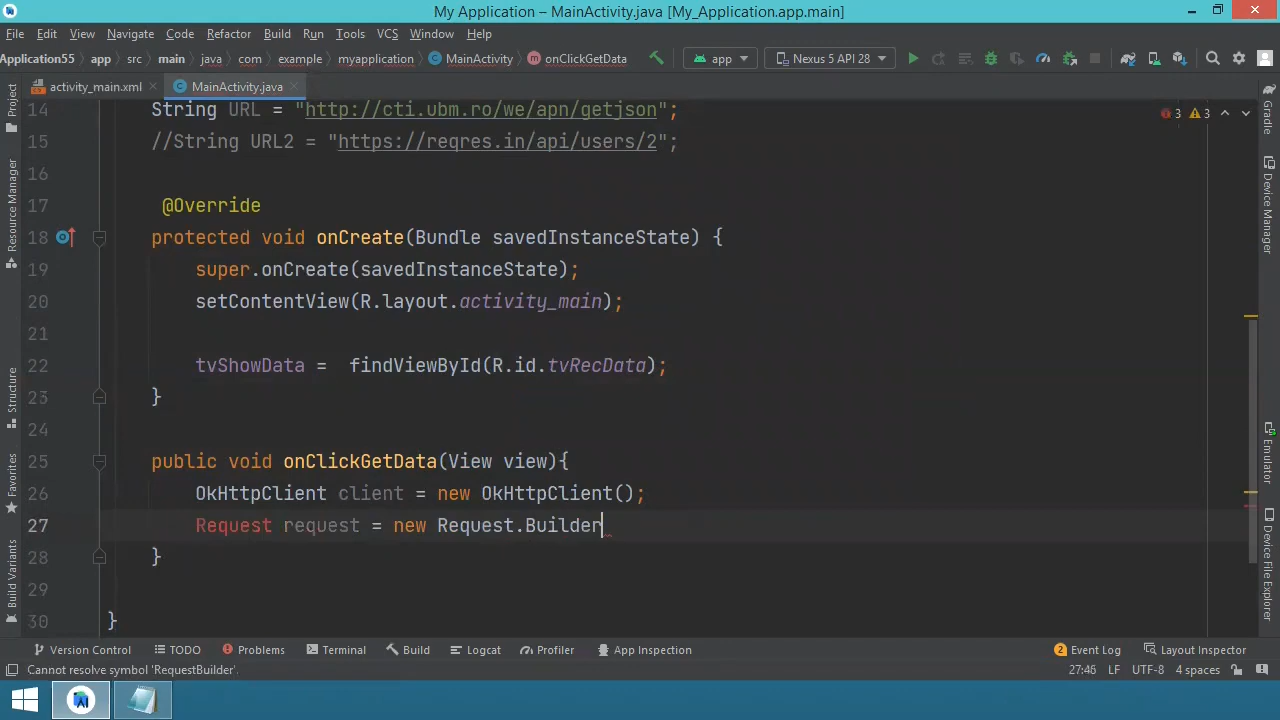 My Application – MainActivity.java [My_Application.app.main]
File Edit View Navigate Code Refactor Build Run Tools VCS Window Help
Application55 app src main java com example myapplication MainActivity onClickGetData app Nexus 5 API 28
activity_main.xml MainActivity.java
Project
Resource Manager
Structure
Favorites
Build Variants
3 3
14 String URL = "http://cti.ubm.ro/we/apn/getjson";
15 //String URL2 = "https://reqres.in/api/users/2";
16
17 @Override
18 protected void onCreate(Bundle savedInstanceState) {
19 super.onCreate(savedInstanceState);
20 setContentView(R.layout.activity_main);
21
22 tvShowData =  findViewById(R.id.tvRecData);
23 }
24
25 public void onClickGetData(View view){
26 OkHttpClient client = new OkHttpClient();
27 Request request = new Request.Builder
28 }
29
30 }
Gradle
Device Manager
Emulator
Device File Explorer
Version Control TODO Problems Terminal Build Logcat Profiler App Inspection 2 Event Log Layout Inspector
Cannot resolve symbol 'RequestBuilder' 27:46 LF UTF-8 4 spaces